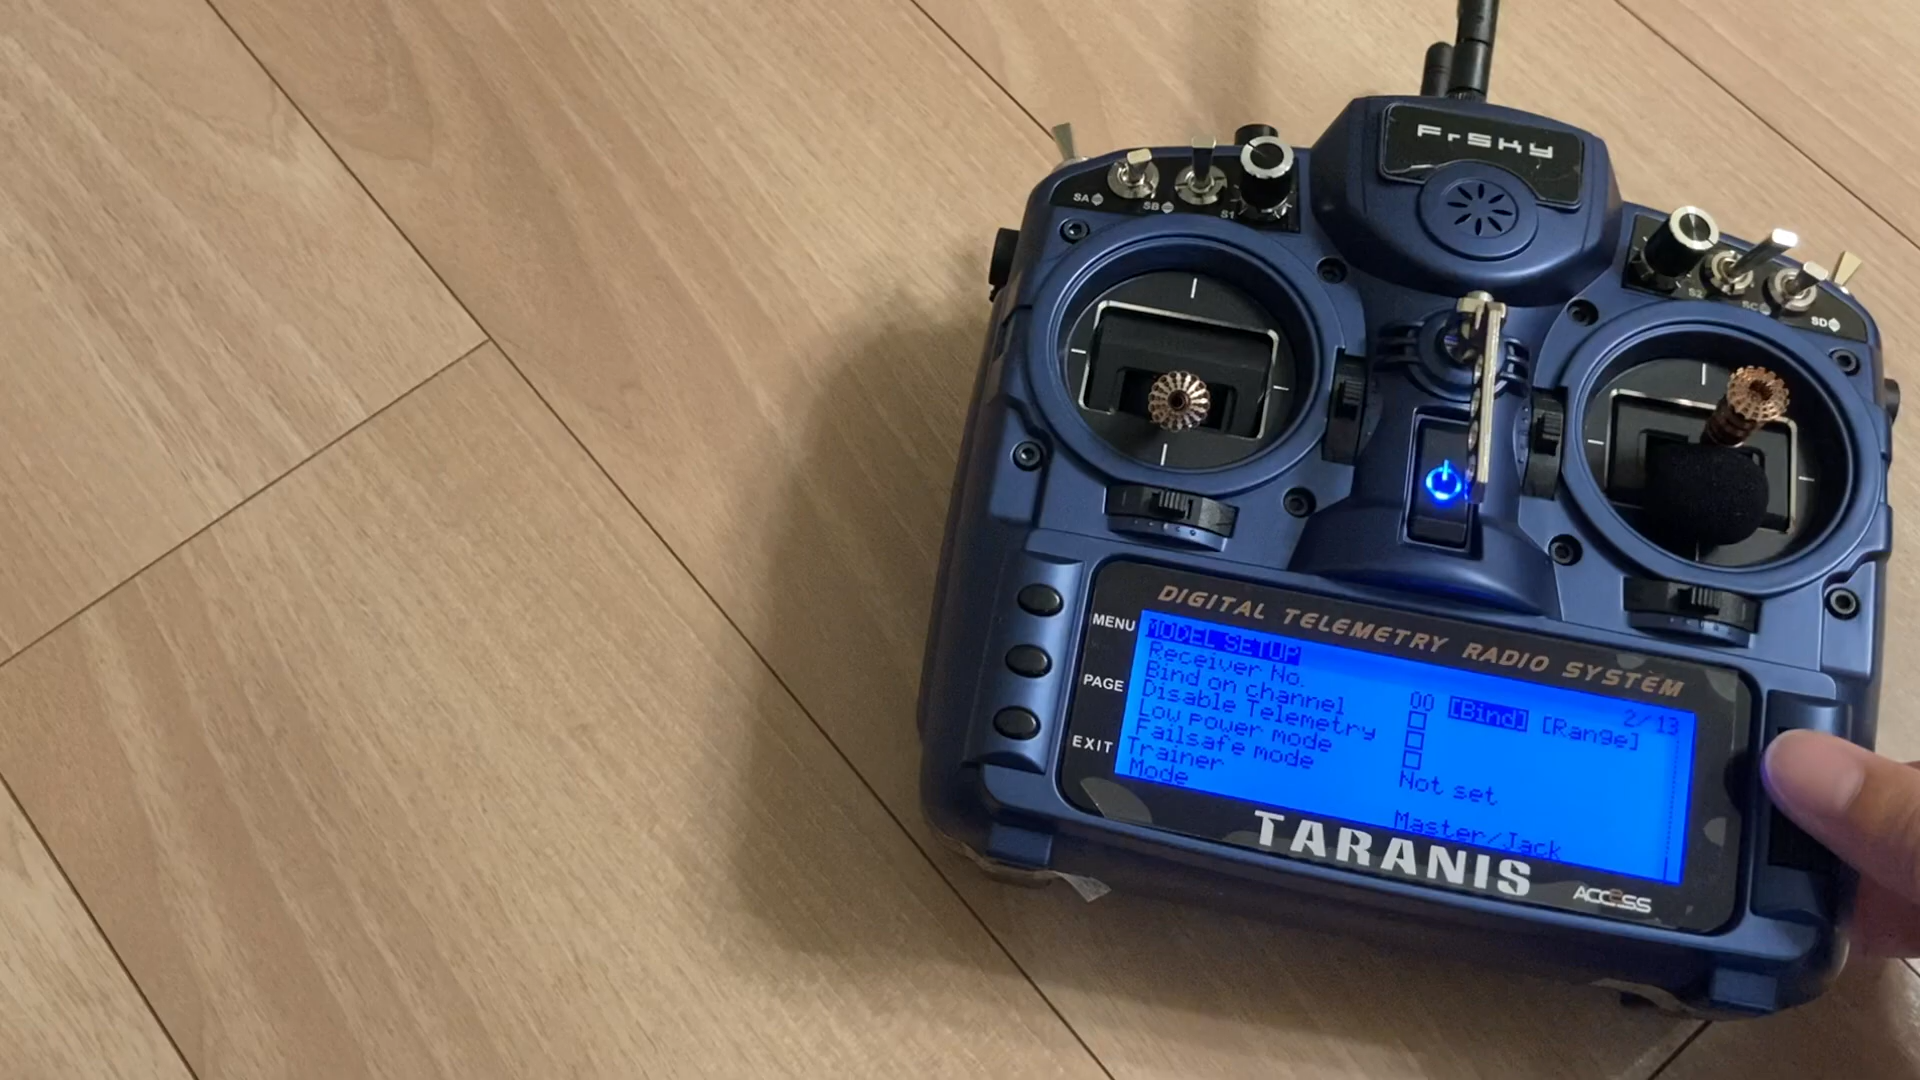 FrSKY
SA
SB
S1
S2
SC
SD
DIGITAL TELEMETRY RADIO SYSTEM
MENU
PAGE
EXIT
MODEL SETUP 2/13
Receiver No. 00 [Bind] [Range]
Bind on channel
Disable Telemetry
Low power mode
Failsafe mode Not set
Trainer
Mode Master/Jack
TARANIS
ACCESS